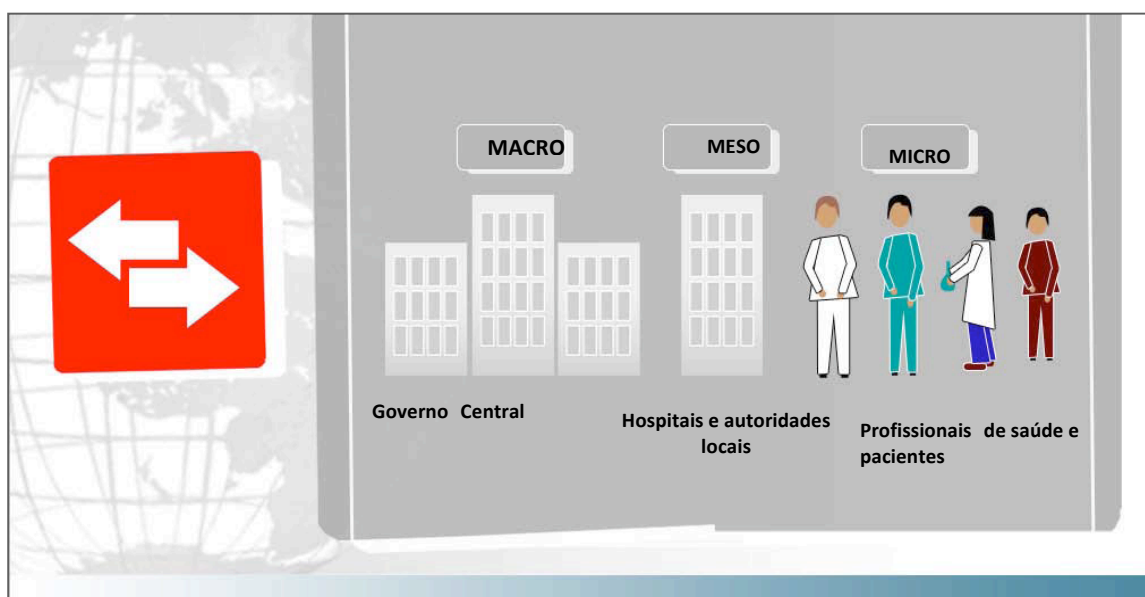 MACRO
MESO
MICRO
Governo Central
Hospitais e autoridades
locais
Profissionais de saúde e
pacientes